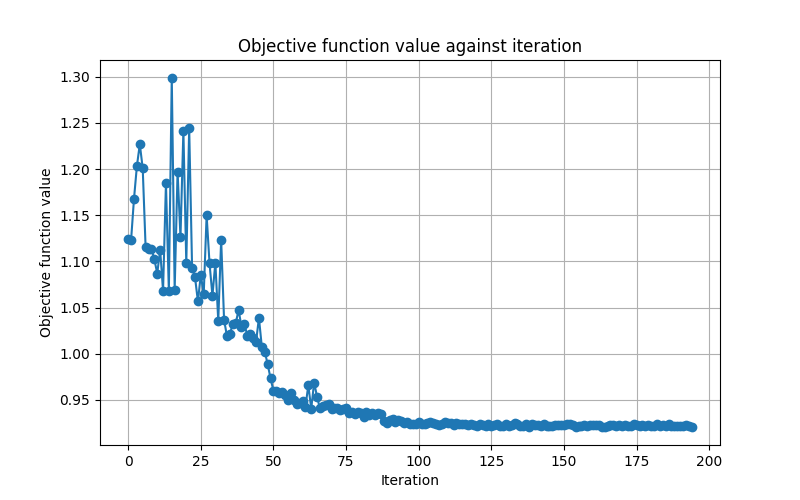 Objective function value against iteration
1.30
1.25
1.20
1.15
1.10
1.05
1.00
0.95
Objective function value
0 25 50 75 100 125 150 175 200
Iteration